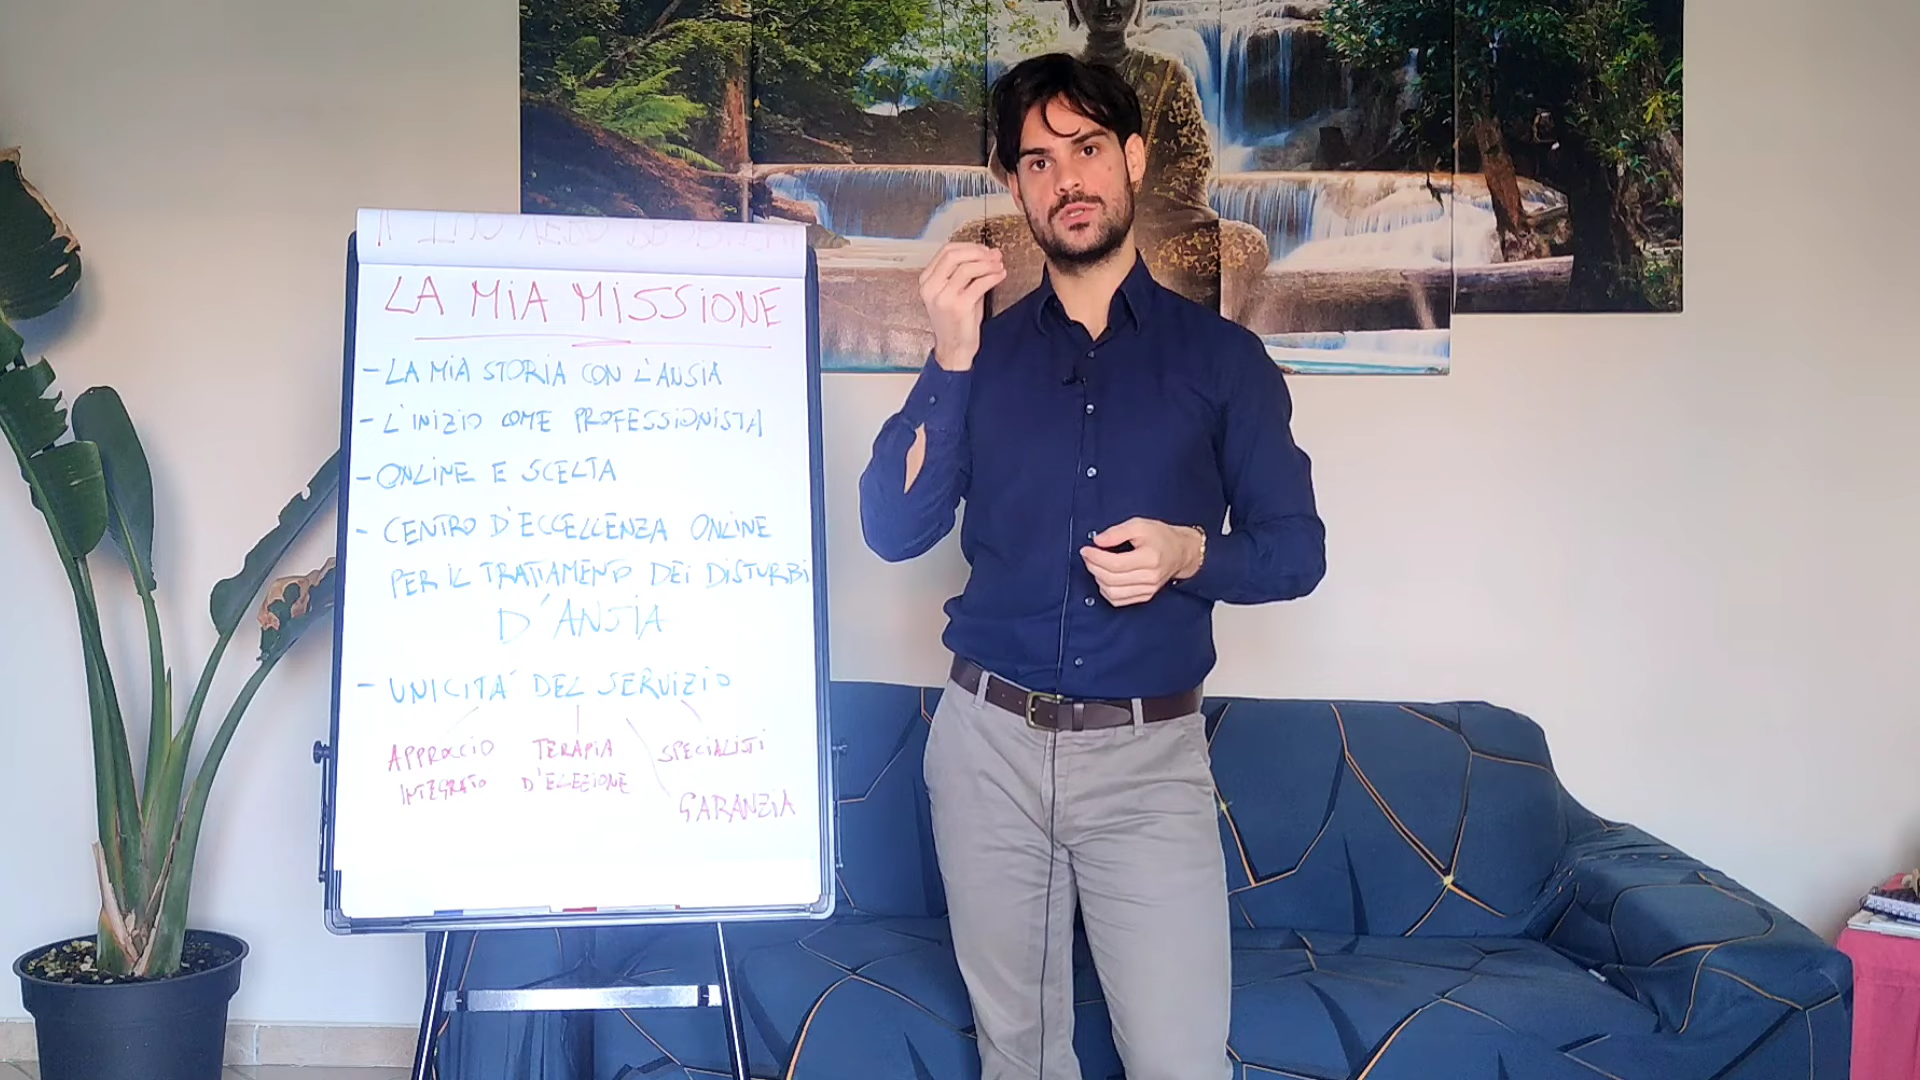 LA MIA MISSIONE
- LA MIA STORIA CON L'ANSIA
- L'INIZIO COME PROFESSIONISTA
- ONLINE E SCELTA
- CENTRO D'ECCELLENZA ONLINE
PER IL TRATTAMENTO DEI DISTURBI
D'ANSIA
- UNICITA' DEL SERVIZIO
APPROCCIO TERAPIA SPECIALISTI
INTEGRATO D'ELEZIONE
GARANZIA